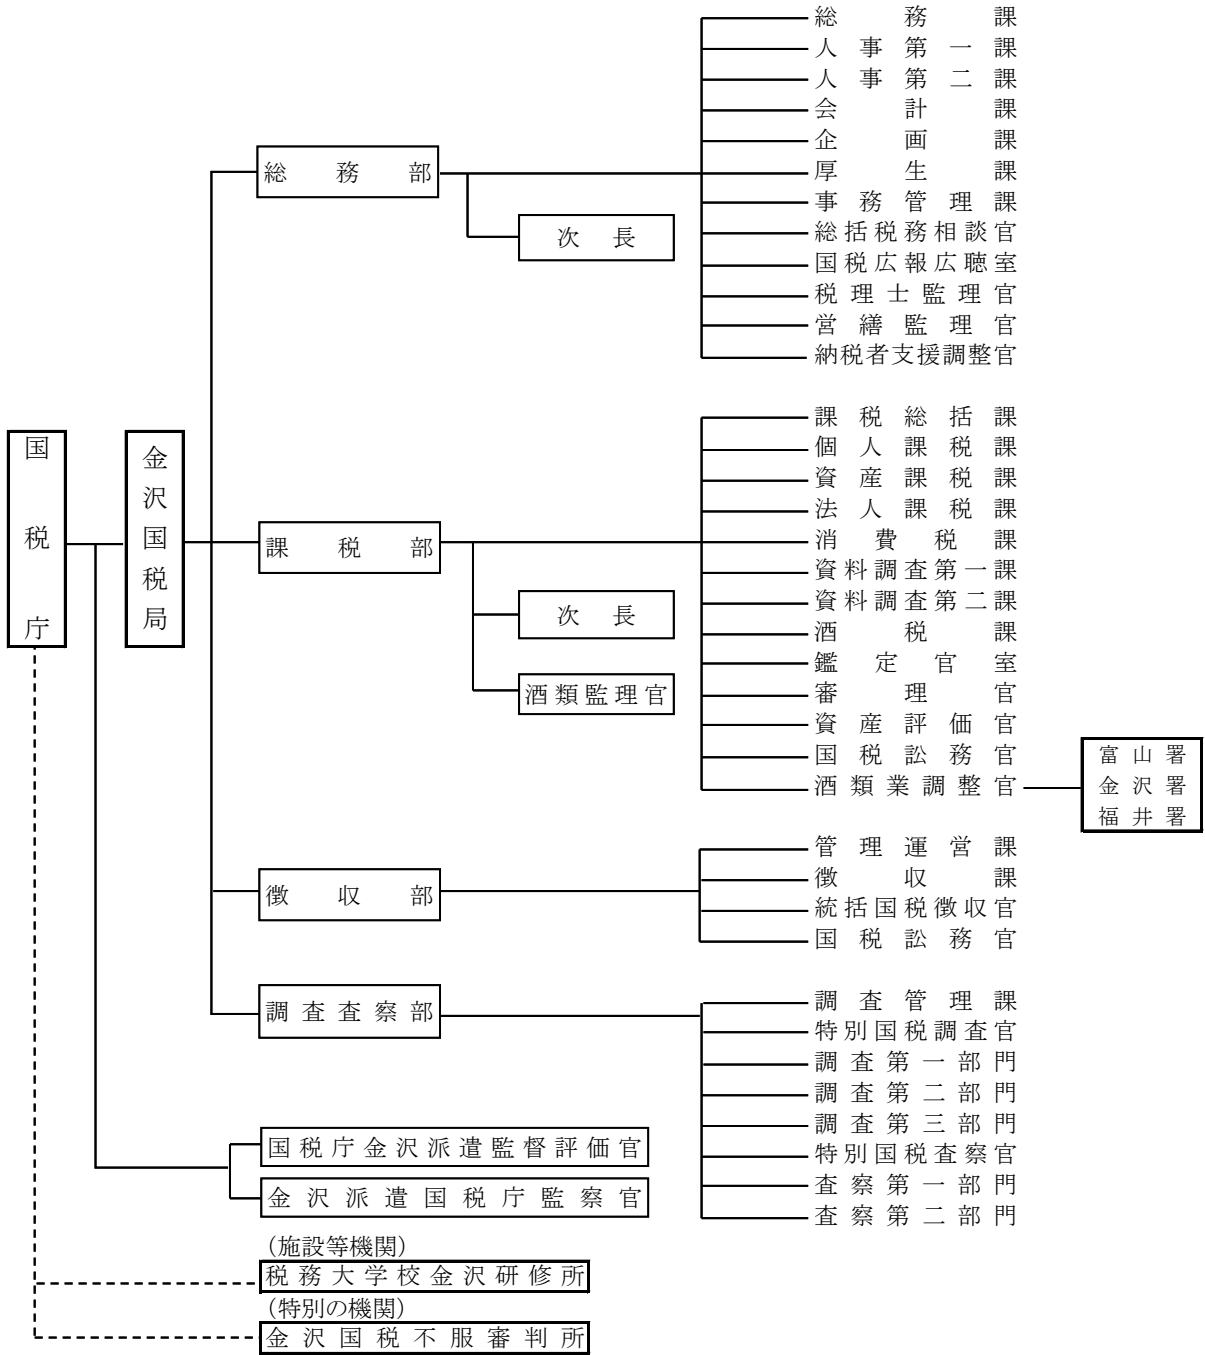 国税庁
金沢国税局
総務部
次長
総務課
人事第一課
人事第二課
会計課
企画課
厚生課
事務管理課
総括税務相談官
国税広報広聴室
税理士監理官
営繕監理官
納税者支援調整官
課税部
次長
酒類監理官
課税総括課
個人課税課
資産課税課
法人課税課
消費税課
資料調査第一課
資料調査第二課
酒税課
鑑定官室
審理官
資産評価官
国税訟務官
酒類業調整官
富山署
金沢署
福井署
徴収部
管理運営課
徴収課
統括国税徴収官
国税訟務官
調査査察部
調査管理課
特別国税調査官
調査第一部門
調査第二部門
調査第三部門
特別国税査察官
査察第一部門
査察第二部門
国税庁金沢派遣監督評価官
金沢派遣国税庁監察官
（施設等機関）
税務大学校金沢研修所
（特別の機関）
金沢国税不服審判所